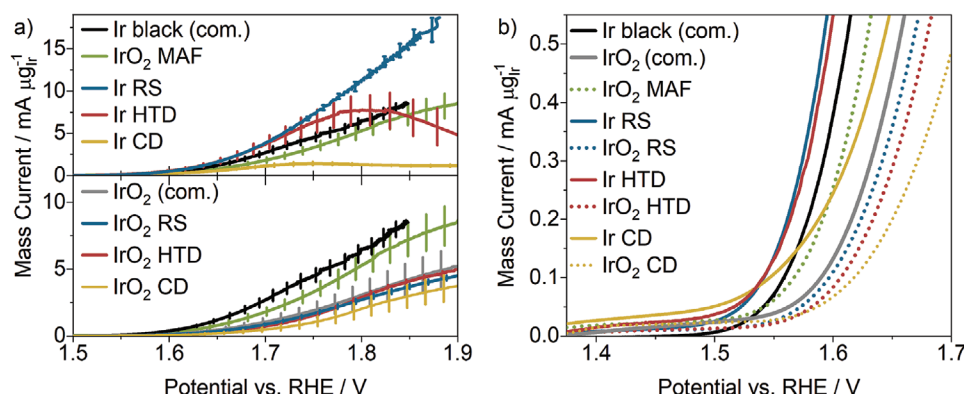 a)
Mass Current / mA µg⁻¹Ir
15
10
5
0
Ir black (com.)
IrO₂ MAF
Ir RS
Ir HTD
Ir CD
10
5
0
IrO₂ (com.)
IrO₂ RS
IrO₂ HTD
IrO₂ CD
1.5 1.6 1.7 1.8 1.9
Potential vs. RHE / V
b)
Mass Current / mA µg⁻¹Ir
0.5
0.4
0.3
0.2
0.1
0.0
Ir black (com.)
IrO₂ (com.)
IrO₂ MAF
Ir RS
IrO₂ RS
Ir HTD
IrO₂ HTD
Ir CD
IrO₂ CD
1.4 1.5 1.6 1.7
Potential vs. RHE / V